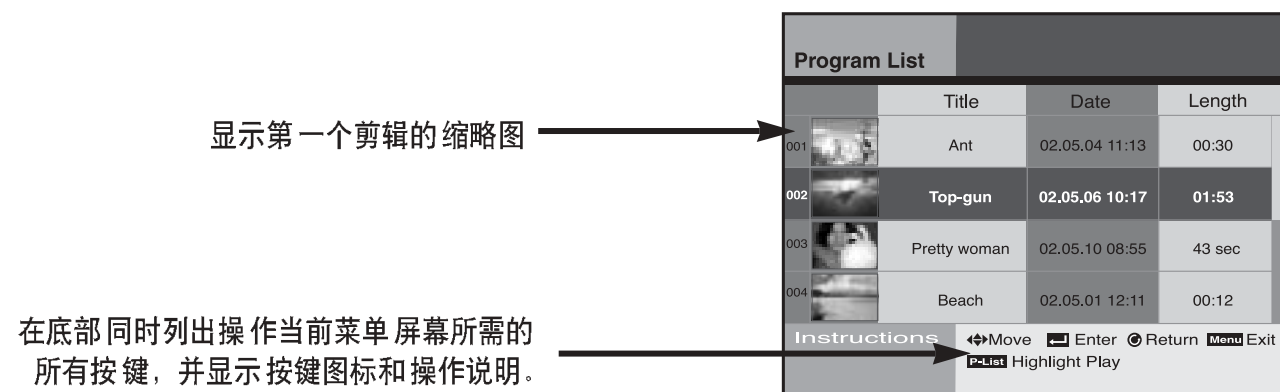 Program List
Title Date Length
显示第一个剪辑的缩略图
001 Ant 02.05.04 11:13 00:30
002 Top-gun 02.05.06 10:17 01:53
003 Pretty woman 02.05.10 08:55 43 sec
004 Beach 02.05.01 12:11 00:12
在底部同时列出操作当前菜单屏幕所需的
所有按键，并显示按键图标和操作说明。
Instructions Move Enter Return Menu Exit
P-List Highlight Play